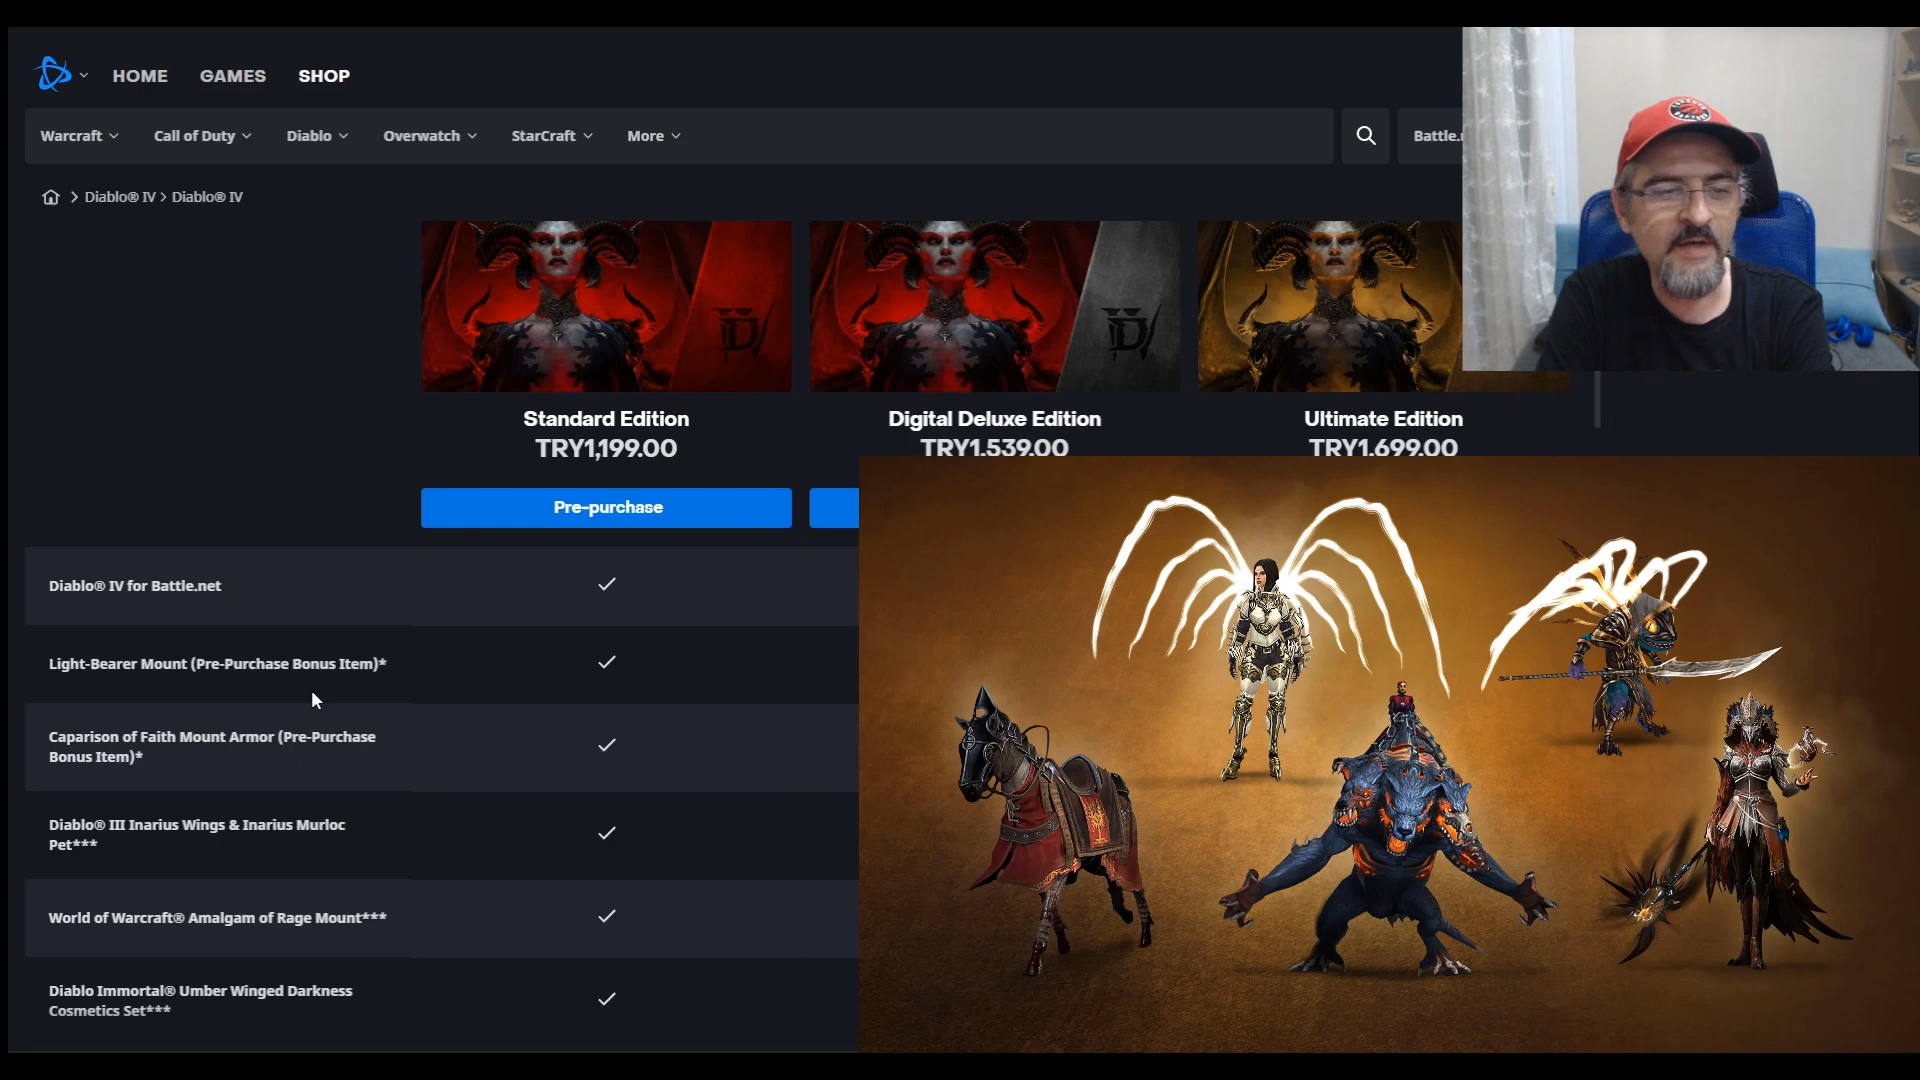 HOME GAMES SHOP
Warcraft Call of Duty Diablo Overwatch StarCraft More
Diablo® IV > Diablo® IV
Standard Edition Digital Deluxe Edition Ultimate Edition
TRY1,199.00 TRY1,539.00 TRY1,699.00
Pre-purchase
Diablo® IV for Battle.net
Light-Bearer Mount (Pre-Purchase Bonus Item)*
Caparison of Faith Mount Armor (Pre-Purchase
Bonus Item)*
Diablo® III Inarius Wings & Inarius Murloc
Pet***
World of Warcraft® Amalgam of Rage Mount***
Diablo Immortal® Umber Winged Darkness
Cosmetics Set***